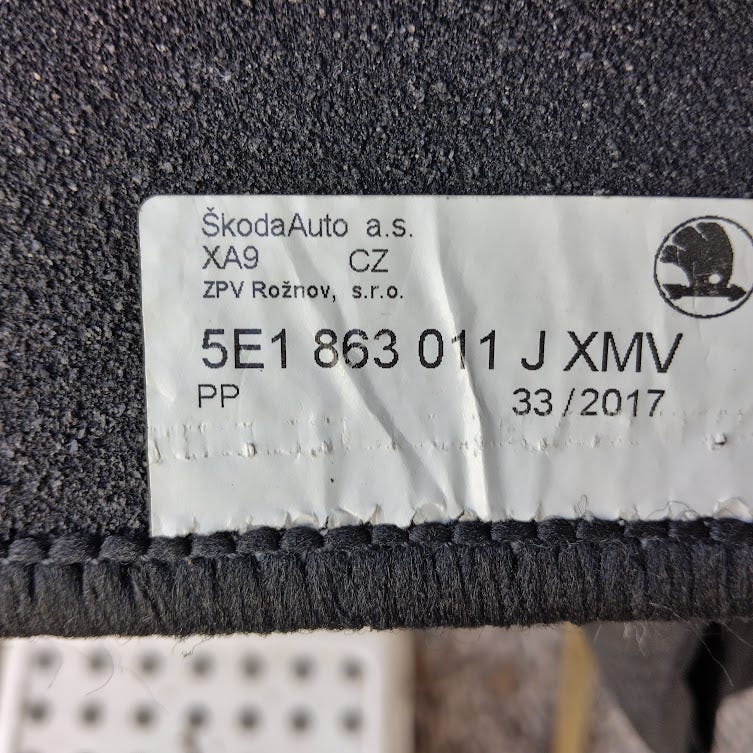 ŠkodaAuto a.s.
XA9 CZ
ZPV Rožnov, s.r.o.
5E1 863 011 J XMV
PP 33/2017